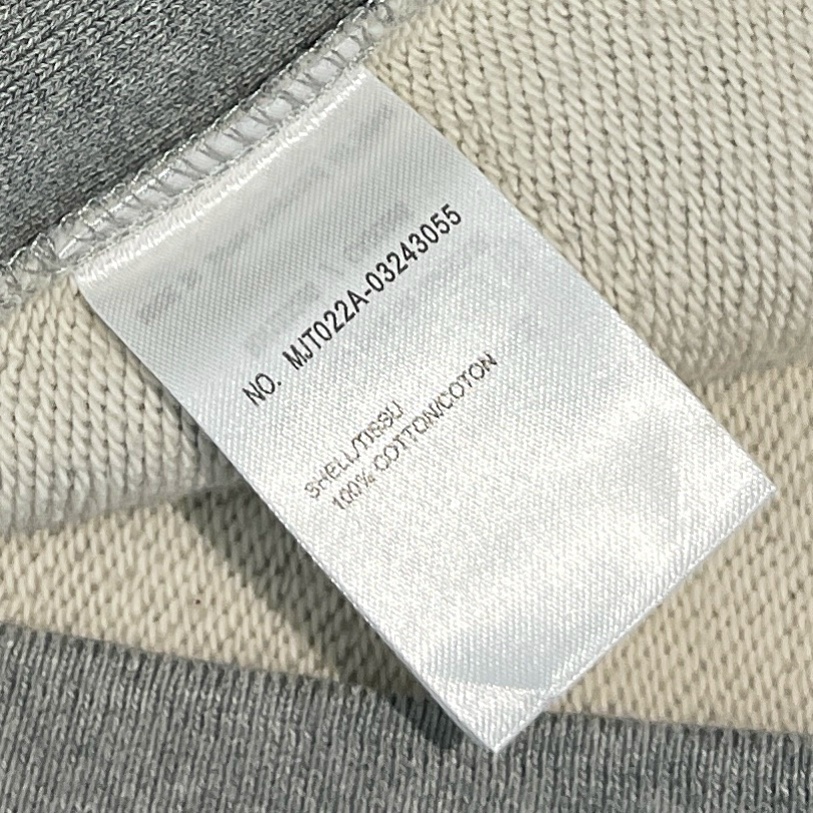 NO. MJT022A-03243055
SHELL/TISSU
100% COTTON/COTON